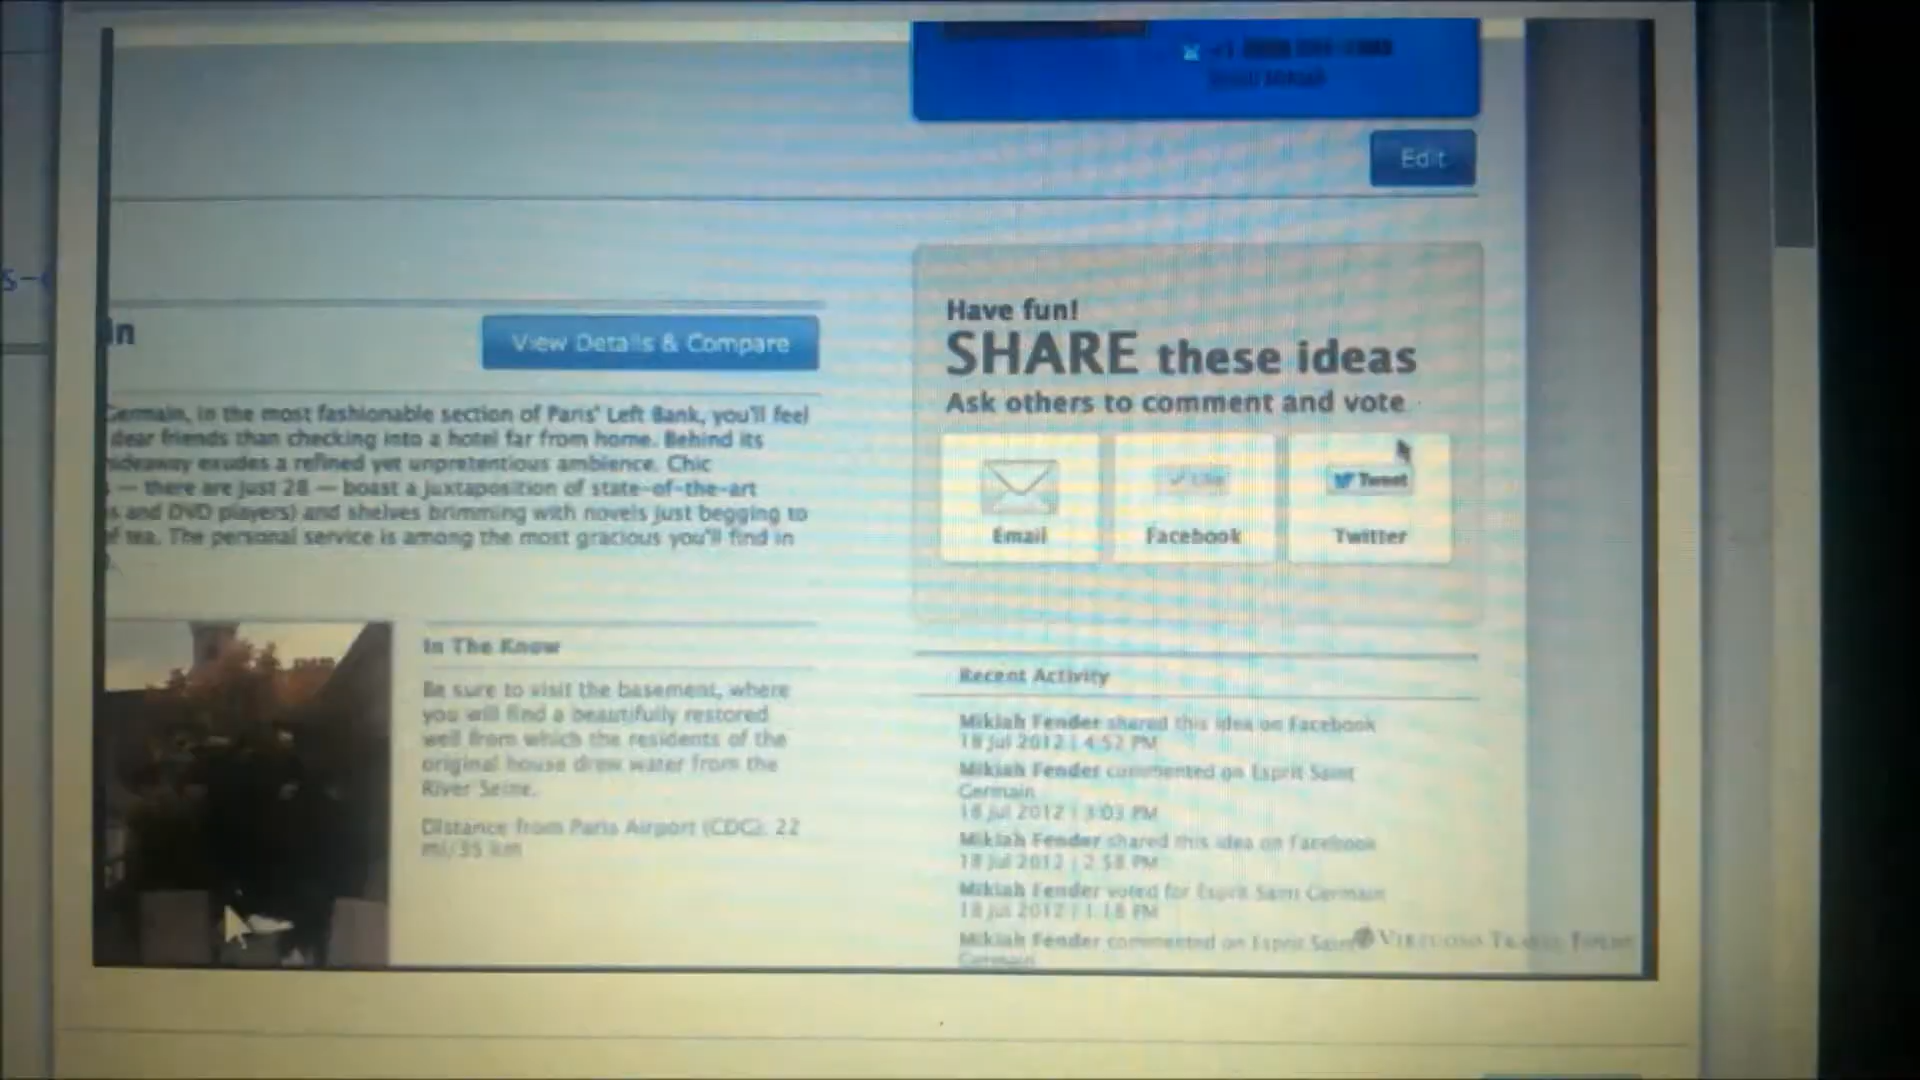 +1
Edit
In
View Details & Compare
Germain, in the most fashionable section of Paris' Left Bank, you'll feel
dear friends than checking into a hotel far from home. Behind its
hideaway exudes a refined yet unpretentious ambience. Chic
— there are just 28 — boast a juxtaposition of state-of-the-art
s and DVD players) and shelves brimming with novels just begging to
of tea. The personal service is among the most gracious you'll find in
In The Know
Be sure to visit the basement, where
you will find a beautifully restored
well from which the residents of the
original house drew water from the
River Seine.
Distance from Paris Airport (CDG): 22
mi/35 km
Have fun!
SHARE these ideas
Ask others to comment and vote
Like
Tweet
Email
Facebook
Twitter
Recent Activity
Mikiah Fender shared this idea on Facebook
18 Jul 2012 | 4:52 PM
Mikiah Fender commented on Esprit Saint
Germain
18 Jul 2012 | 3:03 PM
Mikiah Fender shared this idea on Facebook
18 Jul 2012 | 2:58 PM
Mikiah Fender voted for Esprit Saint Germain
18 Jul 2012 | 1:18 PM
Mikiah Fender commented on Esprit Saint
Germain
VIRTUOSO TRAVEL